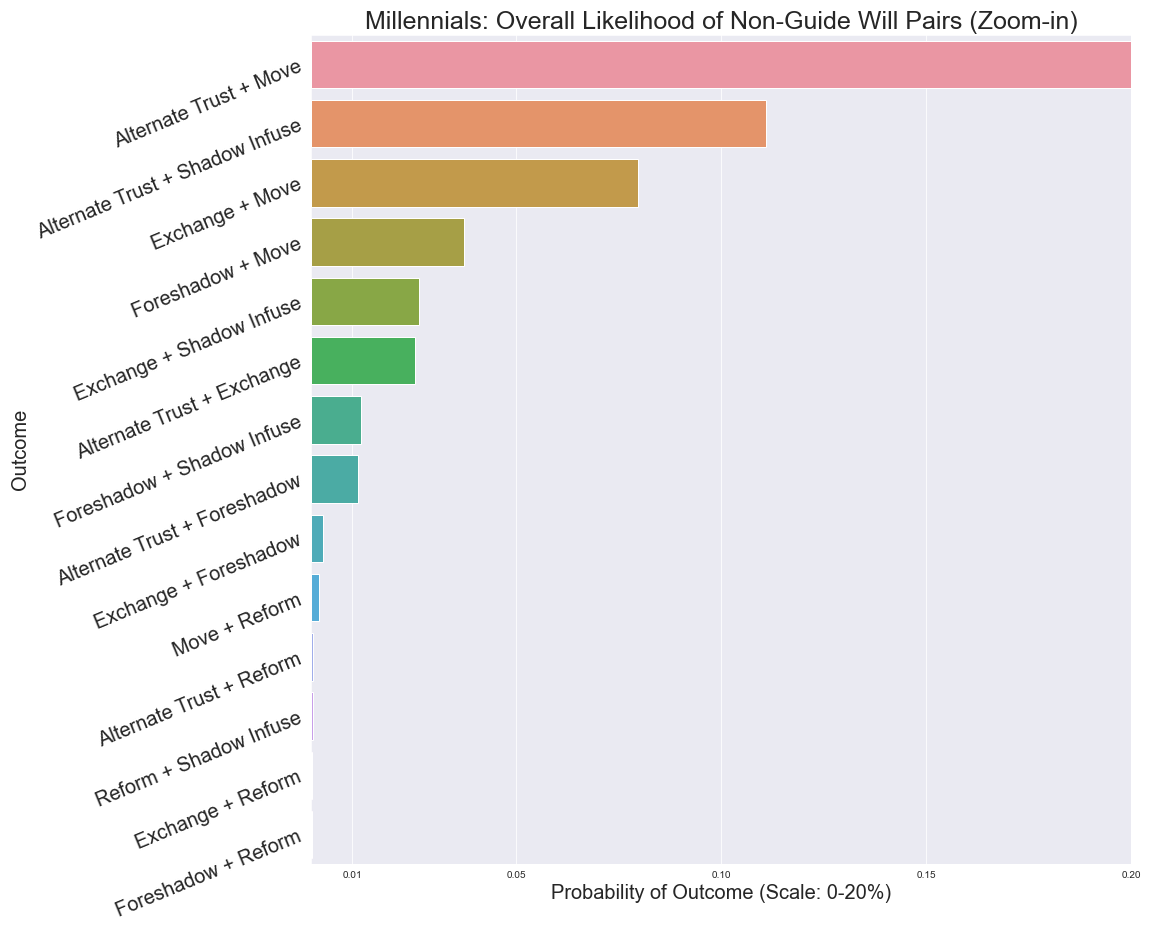 Millennials: Overall Likelihood of Non-Guide Will Pairs (Zoom-in)
Outcome
Alternate Trust + Move
Alternate Trust + Shadow Infuse
Exchange + Move
Foreshadow + Move
Exchange + Shadow Infuse
Alternate Trust + Exchange
Foreshadow + Shadow Infuse
Alternate Trust + Foreshadow
Exchange + Foreshadow
Move + Reform
Alternate Trust + Reform
Reform + Shadow Infuse
Exchange + Reform
Foreshadow + Reform
0.01 0.05 0.10 0.15 0.20
Probability of Outcome (Scale: 0-20%)